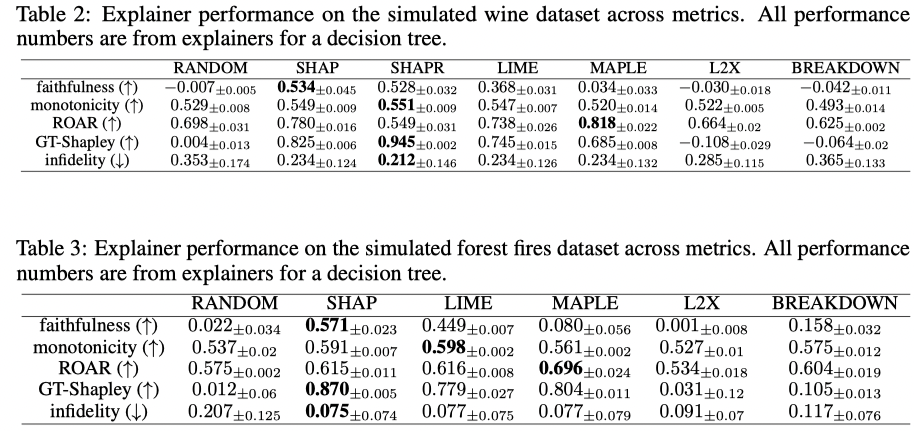 Table 2: Explainer performance on the simulated wine dataset across metrics. All performance
numbers are from explainers for a decision tree.
RANDOM SHAP SHAPR LIME MAPLE L2X BREAKDOWN
faithfulness (↑) −0.007±0.005 0.534±0.045 0.528±0.032 0.368±0.031 0.034±0.033 −0.030±0.018 −0.042±0.011
monotonicity (↑) 0.529±0.008 0.549±0.009 0.551±0.009 0.547±0.007 0.520±0.014 0.522±0.005 0.493±0.014
ROAR (↑) 0.698±0.031 0.780±0.016 0.549±0.031 0.738±0.026 0.818±0.022 0.664±0.02 0.625±0.002
GT-Shapley (↑) 0.004±0.013 0.825±0.006 0.945±0.002 0.745±0.015 0.685±0.008 −0.108±0.029 −0.064±0.02
infidelity (↓) 0.353±0.174 0.234±0.124 0.212±0.146 0.234±0.126 0.234±0.132 0.285±0.115 0.365±0.133
Table 3: Explainer performance on the simulated forest fires dataset across metrics. All performance
numbers are from explainers for a decision tree.
RANDOM SHAP LIME MAPLE L2X BREAKDOWN
faithfulness (↑) 0.022±0.034 0.571±0.023 0.449±0.007 0.080±0.056 0.001±0.008 0.158±0.032
monotonicity (↑) 0.537±0.02 0.591±0.007 0.598±0.002 0.561±0.002 0.527±0.01 0.575±0.012
ROAR (↑) 0.575±0.002 0.615±0.011 0.616±0.008 0.696±0.024 0.534±0.018 0.604±0.019
GT-Shapley (↑) 0.012±0.06 0.870±0.005 0.779±0.027 0.804±0.011 0.031±0.12 0.105±0.013
infidelity (↓) 0.207±0.125 0.075±0.074 0.077±0.075 0.077±0.079 0.091±0.07 0.117±0.076